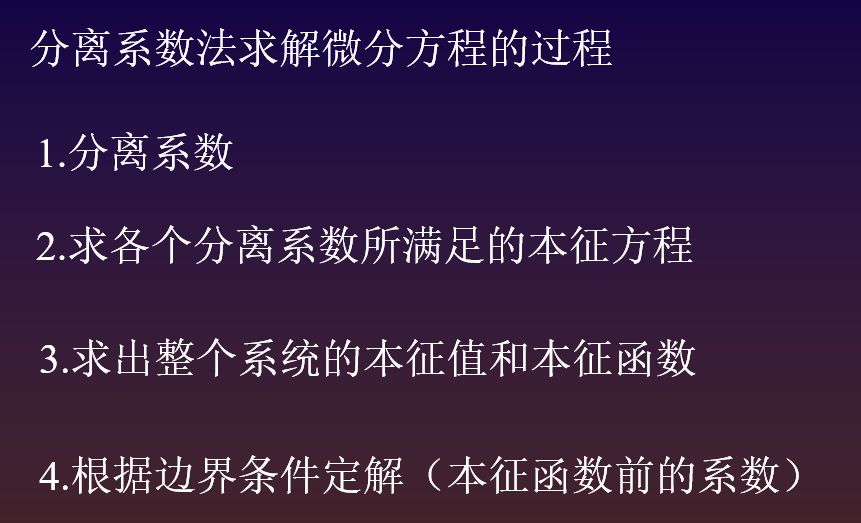 分离系数法求解微分方程的过程
1.分离系数
2.求各个分离系数所满足的本征方程
3.求出整个系统的本征值和本征函数
4.根据边界条件定解（本征函数前的系数）